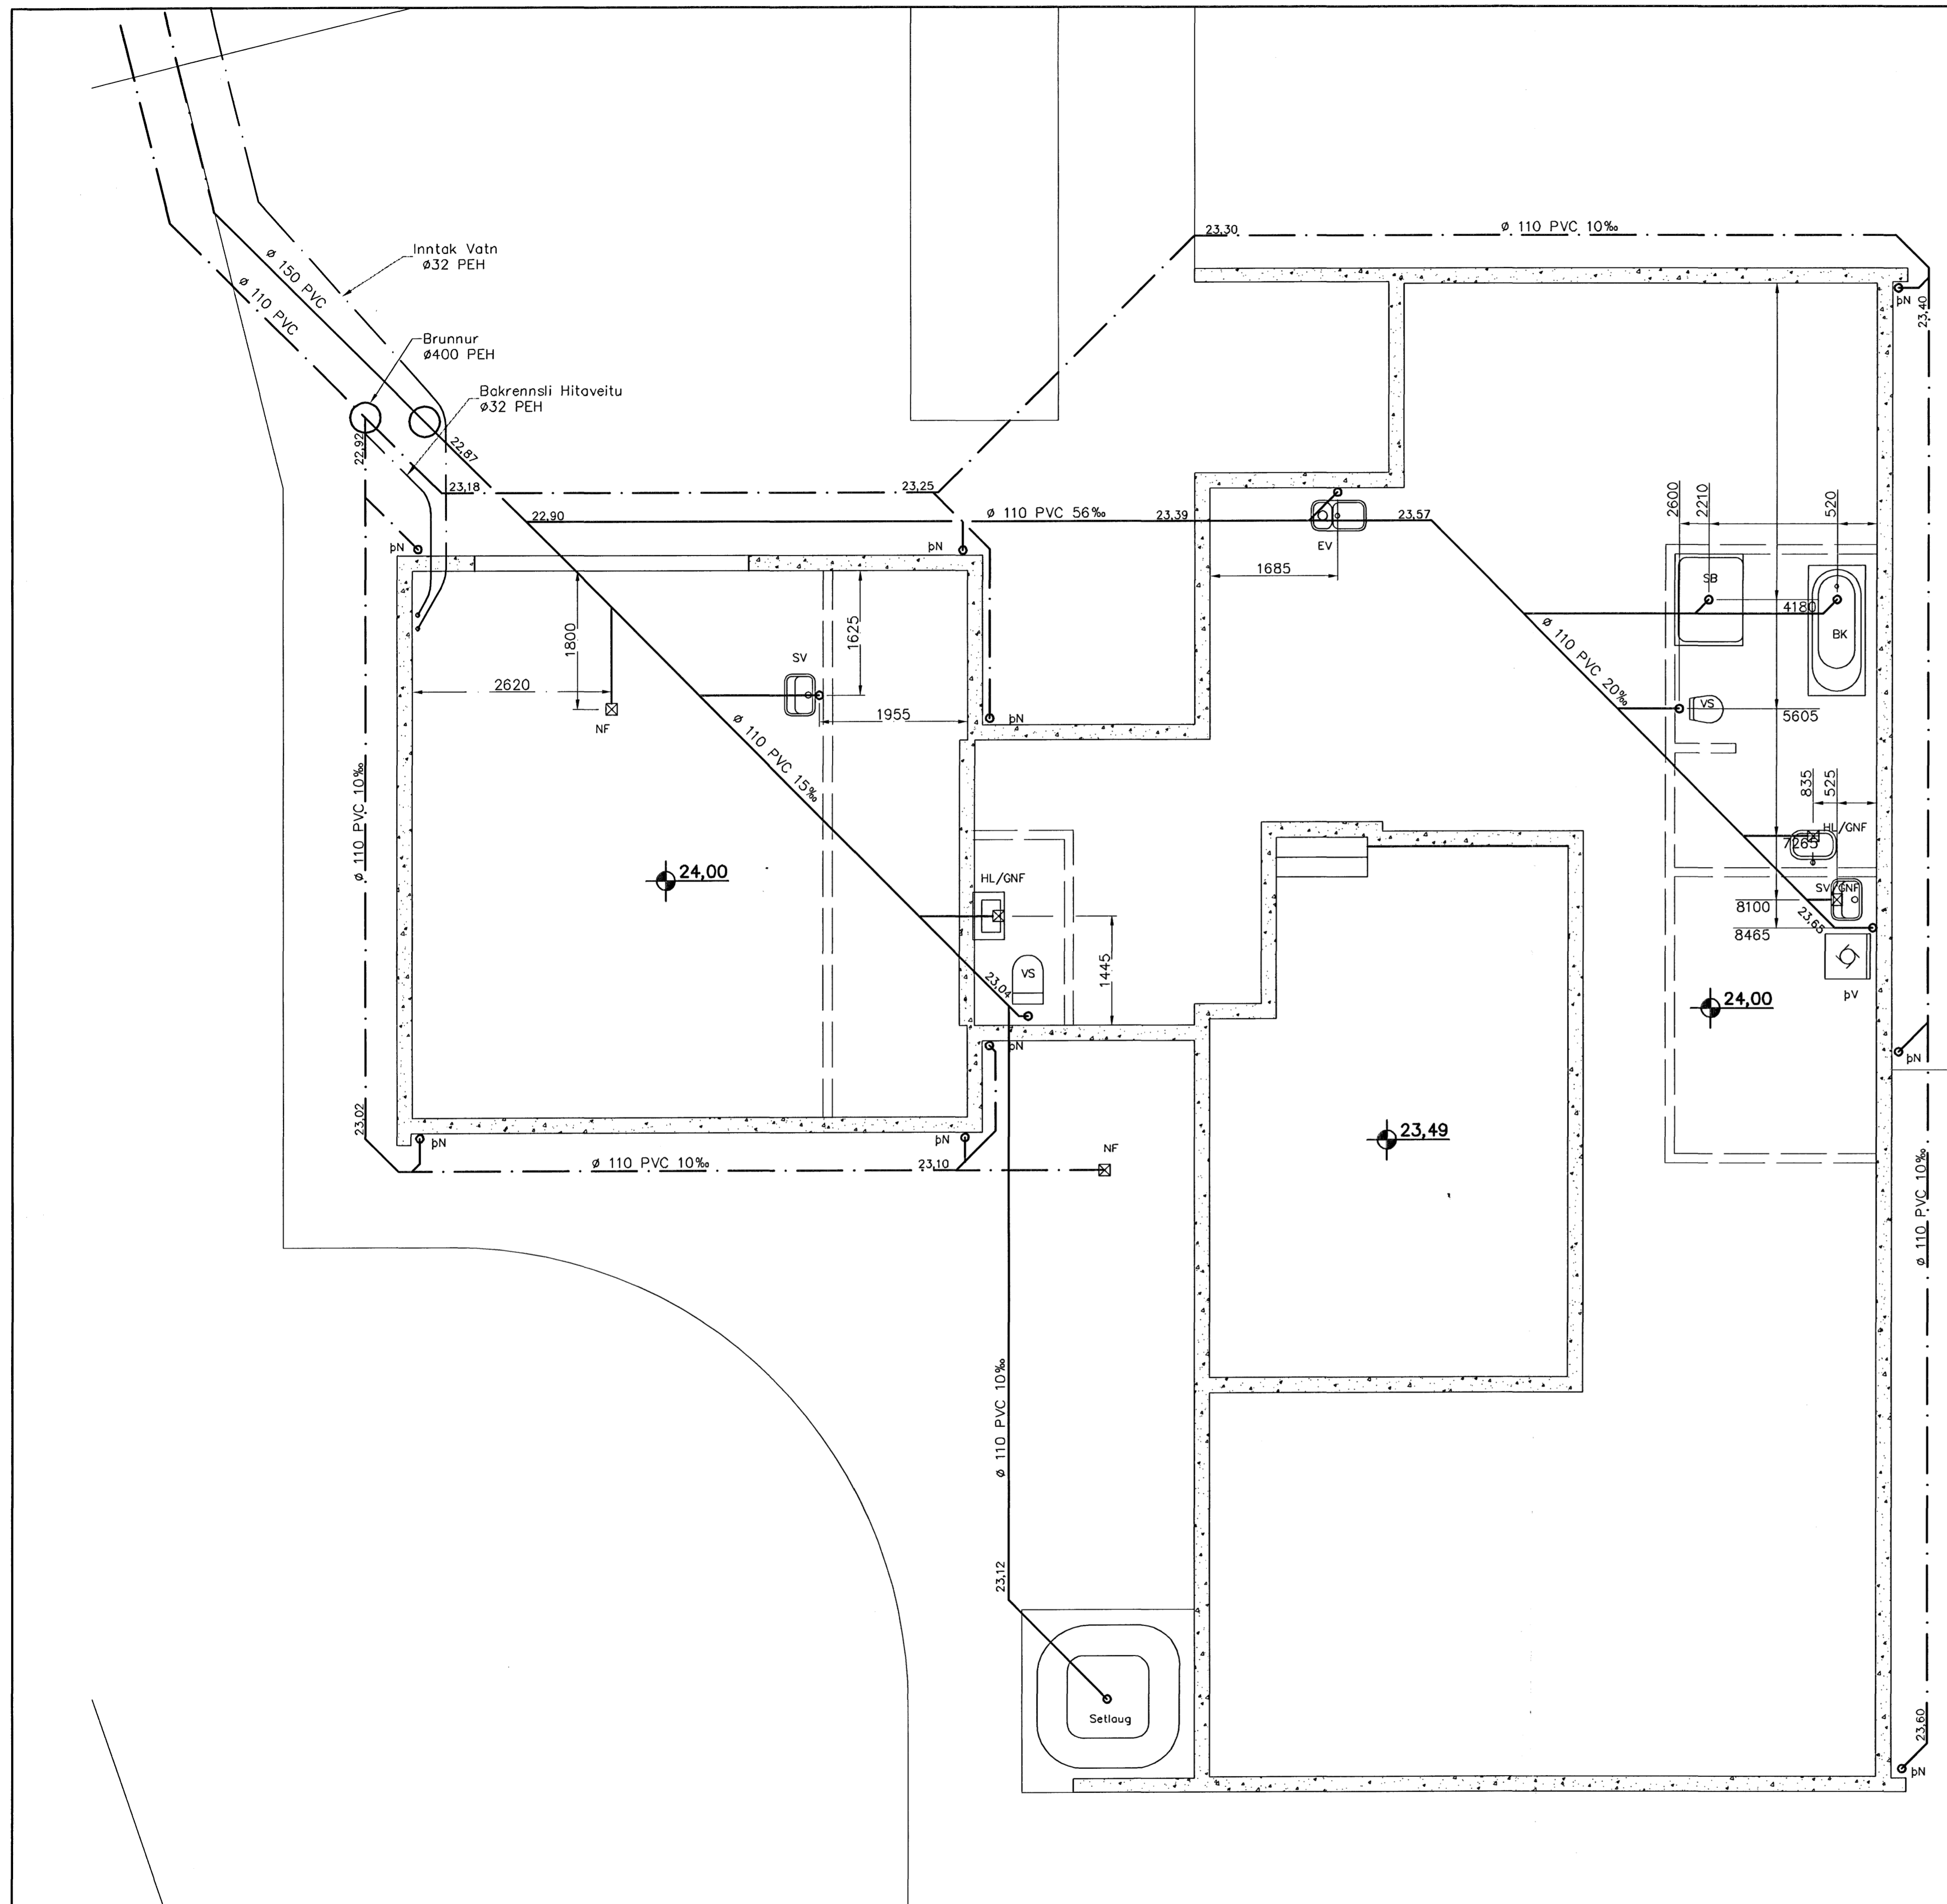 23,30
Ø 110 PVC 10‰
Inntak Vatn
Ø32 PEH
Ø 150 PVC
Ø 110 PVC
þN
23,40
Brunnur
Ø400 PEH
Bakrennsli Hitaveitu
Ø32 PEH
22,92
22,87
23,18
23,25
22,90
Ø 110 PVC 56‰
23,39
23,57
2600
2210
520
þN
þN
EV
1685
SB
4180
BK
1800
1625
SV
2620
1955
NF
Ø 110 PVC 20‰
VS
5605
þN
Ø 110 PVC 15‰
Ø 110 PVC 10‰
835
525
HL/GNF
7265
24,00
HL/GNF
SV/GNF
8100
23,65
8465
1445
VS
23,04
þV
24,00
þN
þN
23,02
þN
þN
23,49
NF
Ø 110 PVC 10‰
23,10
Ø 110 PVC 10‰
Ø 110 PVC 10‰
23,12
Setlaug
23,60
þN